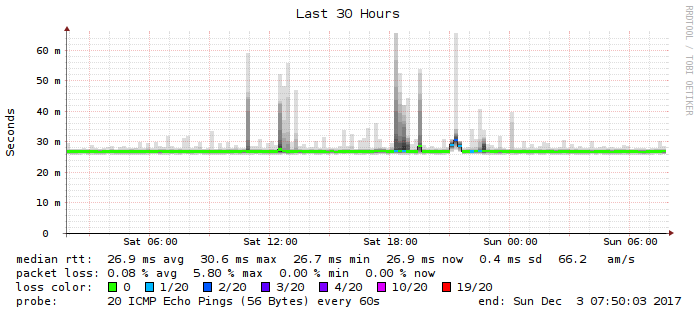 Last 30 Hours
RRDTOOL / TOBI OETIKER
Seconds
60 m
50 m
40 m
30 m
20 m
10 m
0
Sat 06:00 Sat 12:00 Sat 18:00 Sun 00:00 Sun 06:00
median rtt: 26.9 ms avg 30.6 ms max 26.7 ms min 26.9 ms now 0.4 ms sd 66.2 am/s
packet loss: 0.08 % avg 5.80 % max 0.00 % min 0.00 % now
loss color: 0 1/20 2/20 3/20 4/20 10/20 19/20
probe: 20 ICMP Echo Pings (56 Bytes) every 60s end: Sun Dec 3 07:50:03 2017